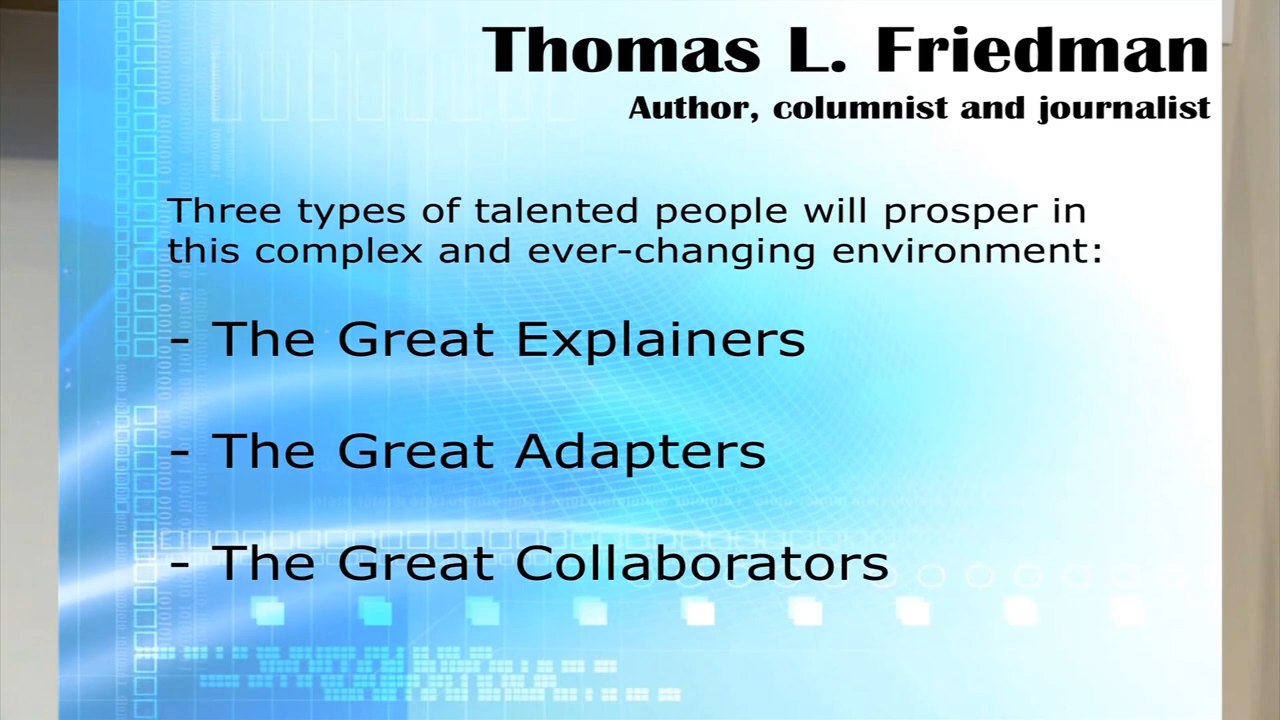 Thomas L. Friedman
Author, columnist and journalist
Three types of talented people will prosper in
this complex and ever-changing environment:
- The Great Explainers
- The Great Adapters
- The Great Collaborators